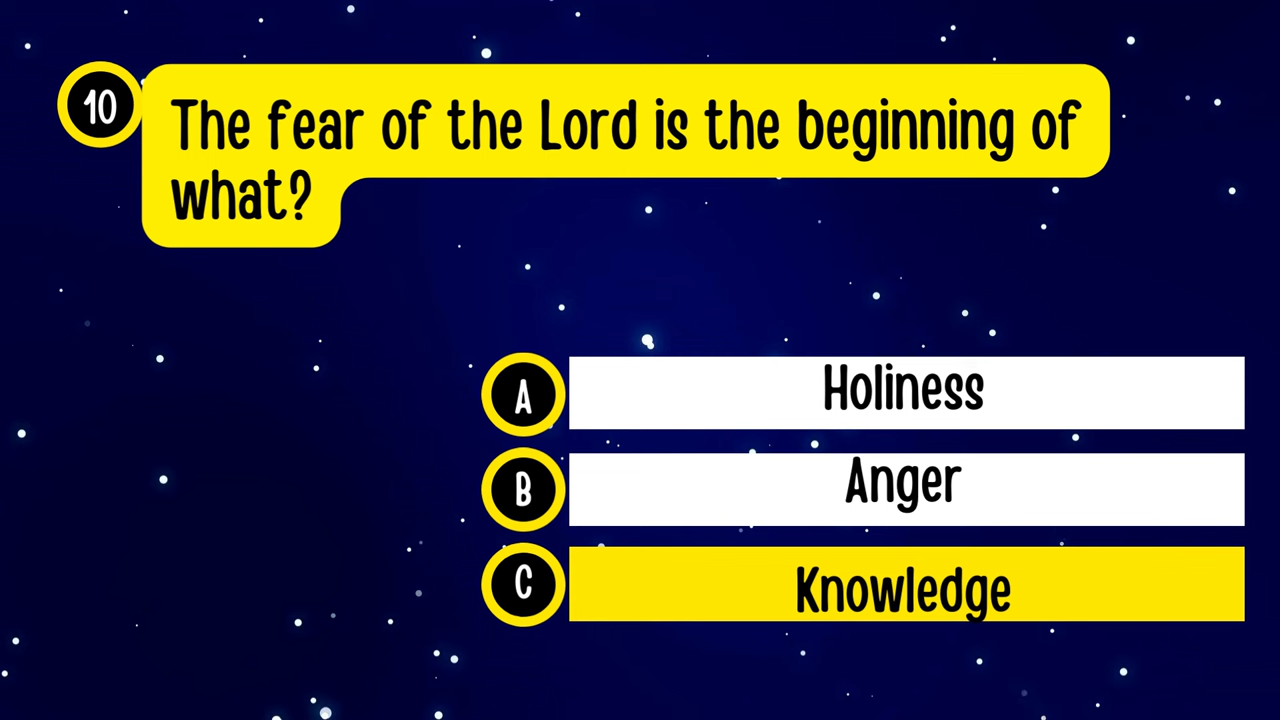 10
The fear of the Lord is the beginning of
what?
A Holiness
B Anger
C Knowledge